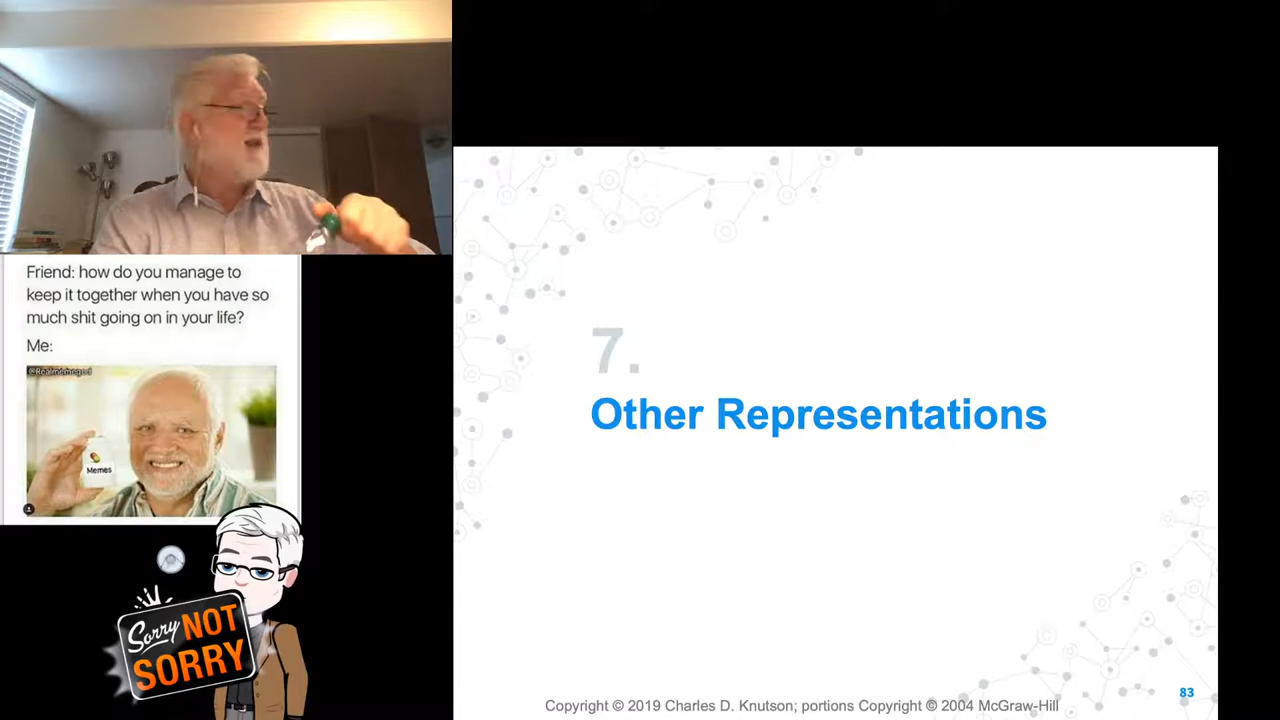 Friend: how do you manage to
keep it together when you have so
much shit going on in your life?
Me:
Memes
Sorry NOT
SORRY
7.
Other Representations
83
Copyright © 2019 Charles D. Knutson; portions Copyright © 2004 McGraw-Hill